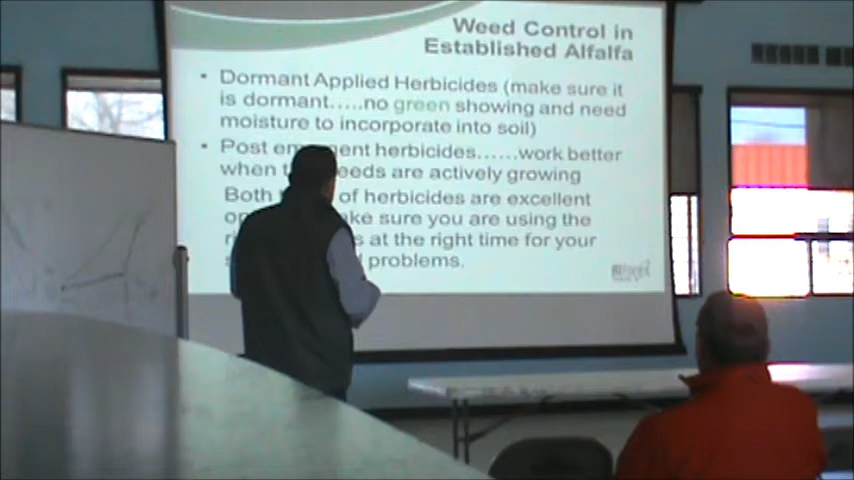 Weed Control in
Established Alfalfa
• Dormant Applied Herbicides (make sure it
is dormant.....no green showing and need
moisture to incorporate into soil)
• Post em ent herbicides......work better
when t eeds are actively growing
Both of herbicides are excellent
op ake sure you are using the
s at the right time for your
problems.